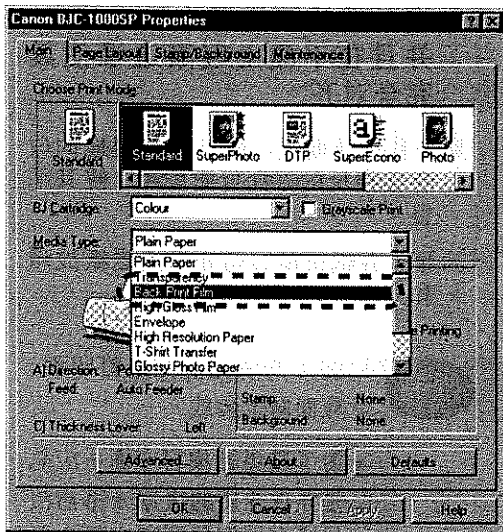 Canon BJC-1000SP Properties
Main Page Layout Stamp/Background Maintenance
Choose Print Mode
Standard
Standard SuperPhoto DTP SuperEcono Photo
BJ Cartridge: Colour Grayscale Print
Media Type: Plain Paper
Plain Paper
Transparency
Back Print Film
High Gloss Film
Envelope
Printing
High Resolution Paper
T-Shirt Transfer
A) Direction
Glossy Photo Paper
Feed: Auto Feeder
Stamp: None
C) Thickness Lever: Left Background: None
Advanced About Defaults
OK Cancel Apply Help